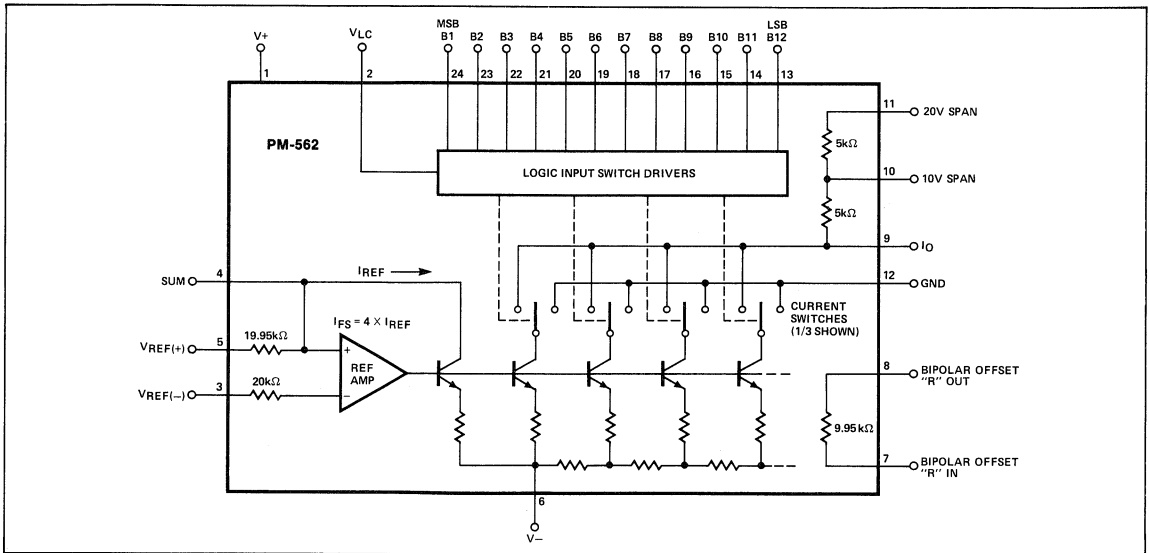 V+
VLC
MSB
B1 B2 B3 B4 B5 B6 B7 B8 B9 B10 B11
LSB
B12
1 2 24 23 22 21 20 19 18 17 16 15 14 13
PM-562
LOGIC INPUT SWITCH DRIVERS
11 20V SPAN
5kΩ
10 10V SPAN
5kΩ
9 IO
12 GND
SUM 4
IREF
CURRENT
SWITCHES
(1/3 SHOWN)
IFS = 4 × IREF
VREF(+) 5 19.95kΩ
+
REF
AMP
−
VREF(−) 3 20kΩ
8 BIPOLAR OFFSET
"R" OUT
9.95kΩ
7 BIPOLAR OFFSET
"R" IN
6
V−